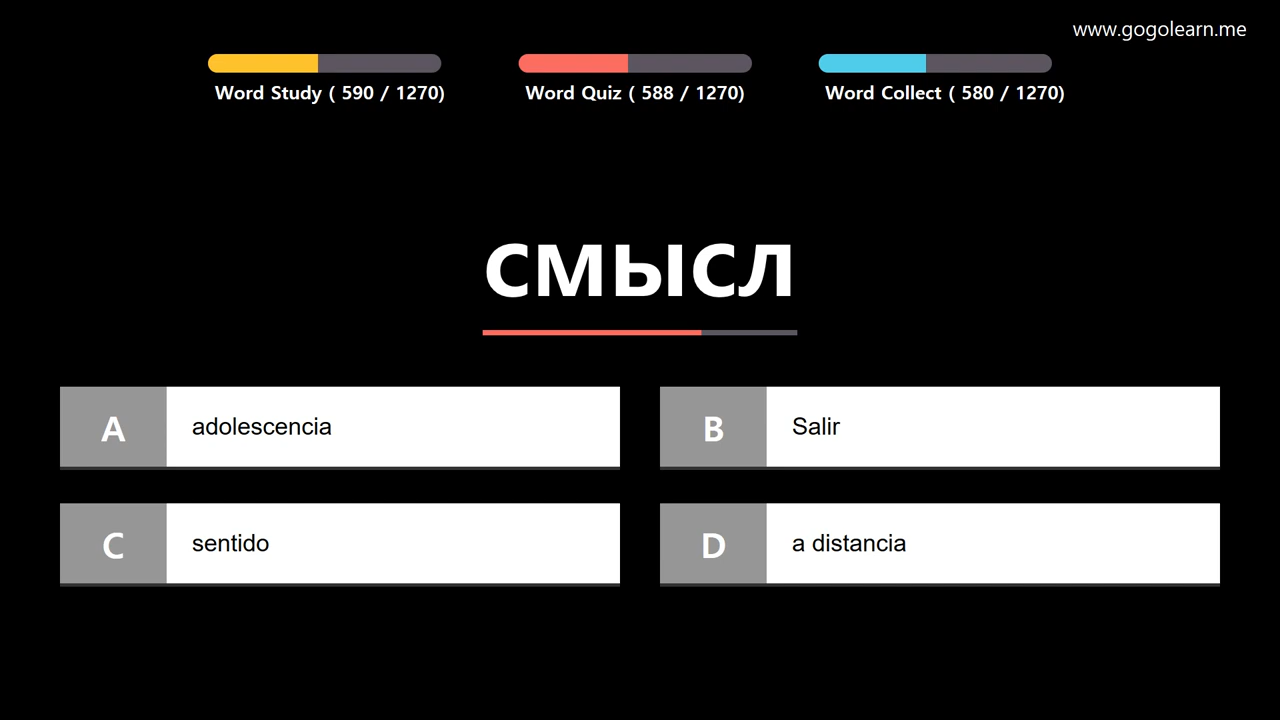 www.gogolearn.me
Word Study ( 590 / 1270)
Word Quiz ( 588 / 1270)
Word Collect ( 580 / 1270)
смысл
A adolescencia
B Salir
C sentido
D a distancia